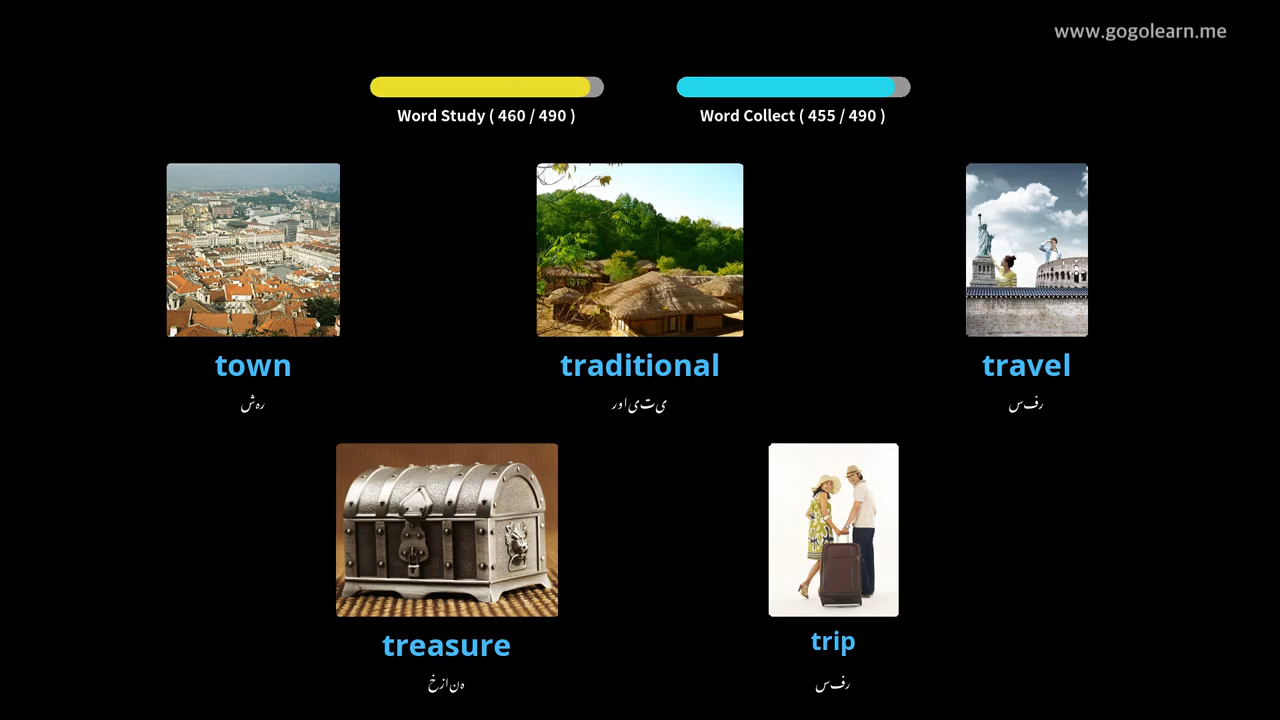 www.gogolearn.me
Word Study ( 460 / 490 )
Word Collect ( 455 / 490 )
town
traditional
travel
رہش
یتیاور
رفس
treasure
trip
ہنازخ
رفس